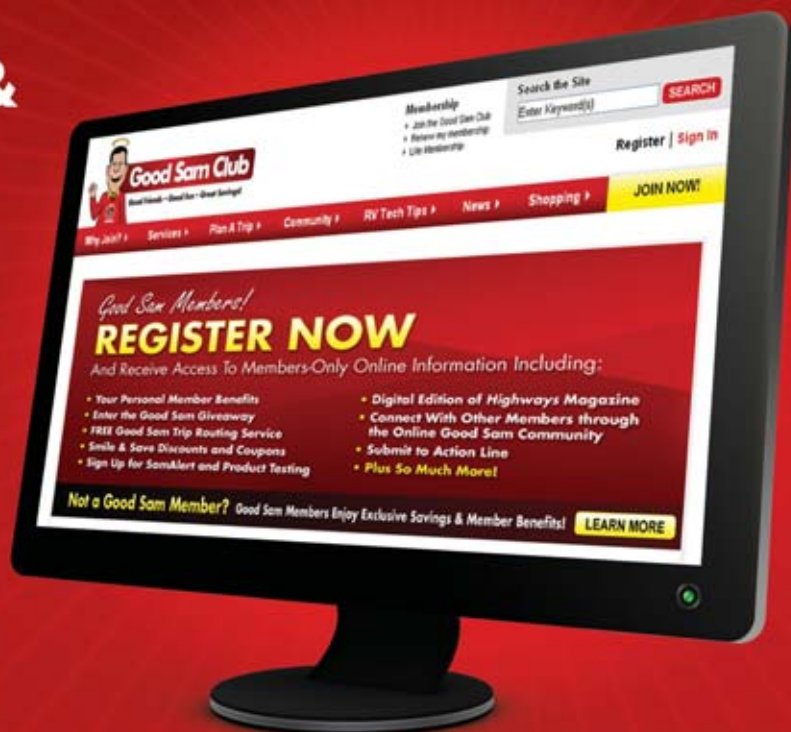 &
Membership
Join the Good Sam Club
Renew my membership
Life Membership
Search the Site
Enter Keyword(s)
SEARCH
Register | Sign In
Good Sam Club
Good Friends • Good Fun • Great Savings!
Why Join? Services Plan A Trip Community RV Tech Tips News Shopping JOIN NOW!
Good Sam Members!
REGISTER NOW
And Receive Access To Members-Only Online Information Including:
• Your Personal Member Benefits
• Enter the Good Sam Giveaway
• FREE Good Sam Trip Routing Service
• Smile & Save Discounts and Coupons
• Sign Up for SamAlert and Product Testing
• Digital Edition of Highways Magazine
• Connect With Other Members through
the Online Good Sam Community
• Submit to Action Line
• Plus So Much More!
Not a Good Sam Member? Good Sam Members Enjoy Exclusive Savings & Member Benefits! LEARN MORE